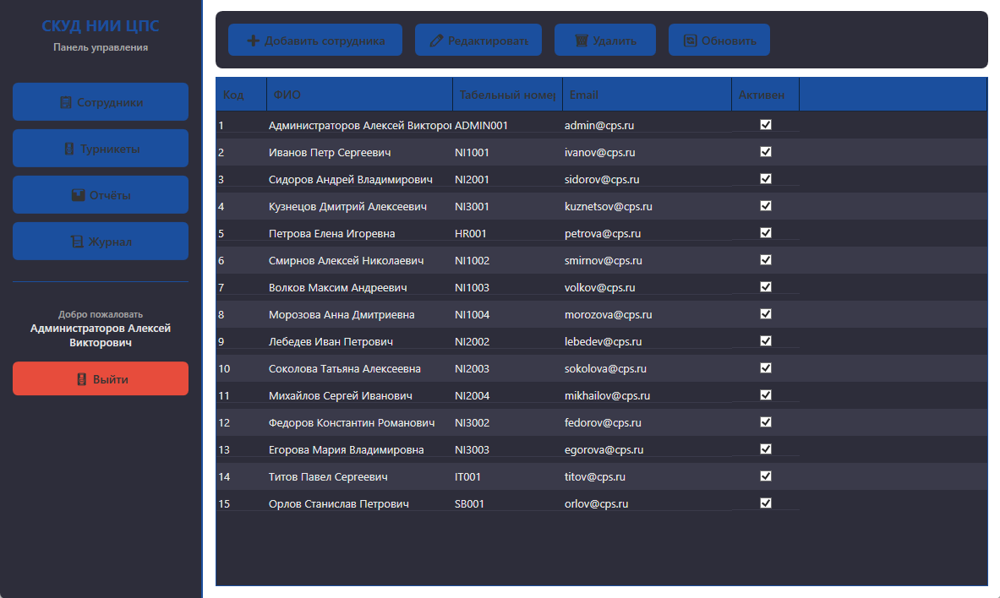 СКУД НИИ ЦПС
Панель управления
Сотрудники
Турникеты
Отчёты
Журнал
Добро пожаловать
Администраторов Алексей
Викторович
Выйти
Добавить сотрудника Редактировать Удалить Обновить
Код ФИО Табельный номер Email Активен
1 Администраторов Алексей Викторо ADMIN001 admin@cps.ru
2 Иванов Петр Сергеевич NI1001 ivanov@cps.ru
3 Сидоров Андрей Владимирович NI2001 sidorov@cps.ru
4 Кузнецов Дмитрий Алексеевич NI3001 kuznetsov@cps.ru
5 Петрова Елена Игоревна HR001 petrova@cps.ru
6 Смирнов Алексей Николаевич NI1002 smirnov@cps.ru
7 Волков Максим Андреевич NI1003 volkov@cps.ru
8 Морозова Анна Дмитриевна NI1004 morozova@cps.ru
9 Лебедев Иван Петрович NI2002 lebedev@cps.ru
10 Соколова Татьяна Алексеевна NI2003 sokolova@cps.ru
11 Михайлов Сергей Иванович NI2004 mikhailov@cps.ru
12 Федоров Константин Романович NI3002 fedorov@cps.ru
13 Егорова Мария Владимировна NI3003 egorova@cps.ru
14 Титов Павел Сергеевич IT001 titov@cps.ru
15 Орлов Станислав Петрович SB001 orlov@cps.ru